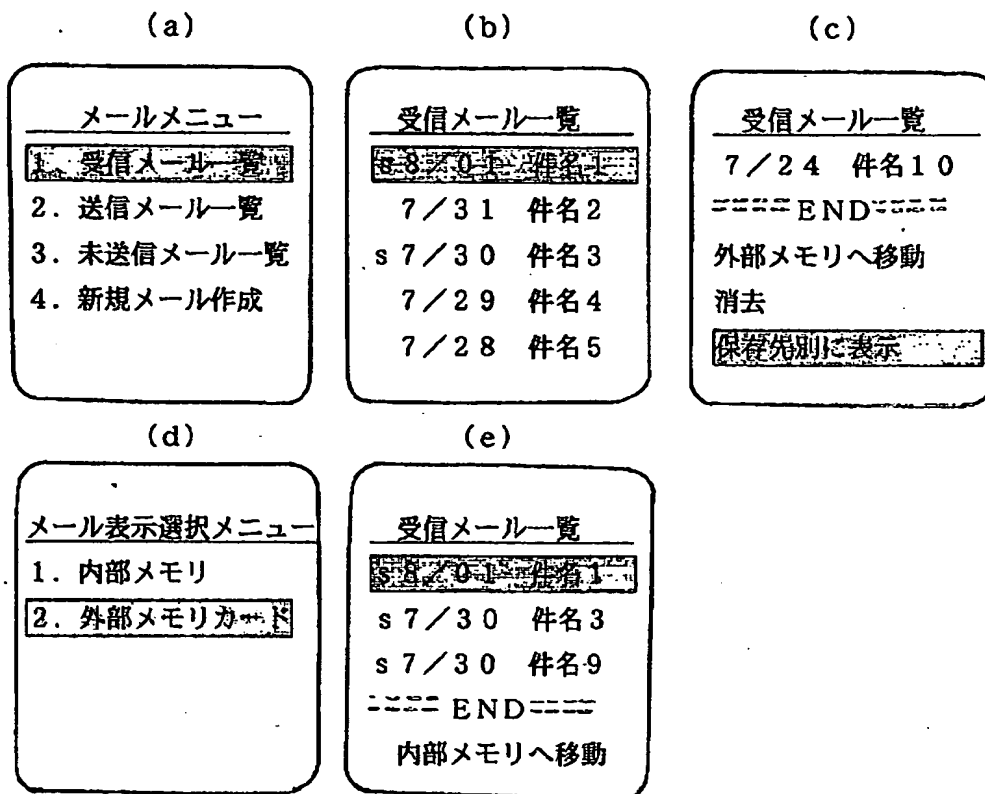 (a)
メールメニュー
1. 受信メール一覧
2. 送信メール一覧
3. 未送信メール一覧
4. 新規メール作成
(b)
受信メール一覧
s8/01 件名1
7/31 件名2
s7/30 件名3
7/29 件名4
7/28 件名5
(c)
受信メール一覧
7/24 件名10
====END====
外部メモリへ移動
消去
保存先別に表示
(d)
メール表示選択メニュー
1. 内部メモリ
2. 外部メモリカード
(e)
受信メール一覧
s8/01 件名1
s7/30 件名3
s7/30 件名9
====END====
内部メモリへ移動